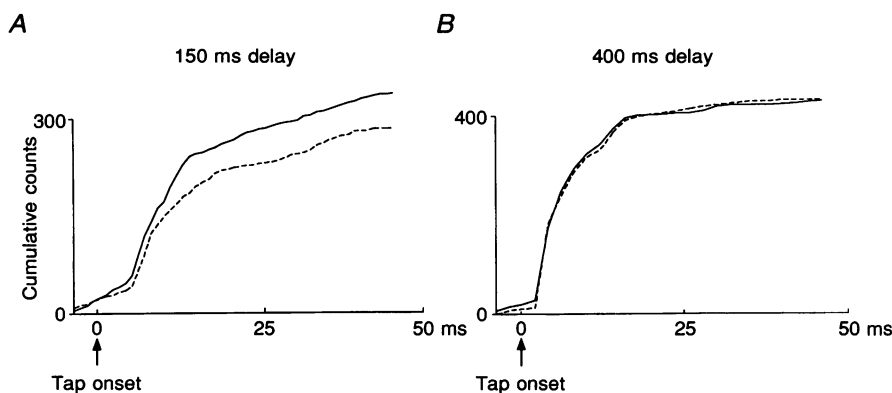 A
B
150 ms delay
400 ms delay
Cumulative counts
300
0
0
25
50 ms
Tap onset
400
0
0
25
50 ms
Tap onset